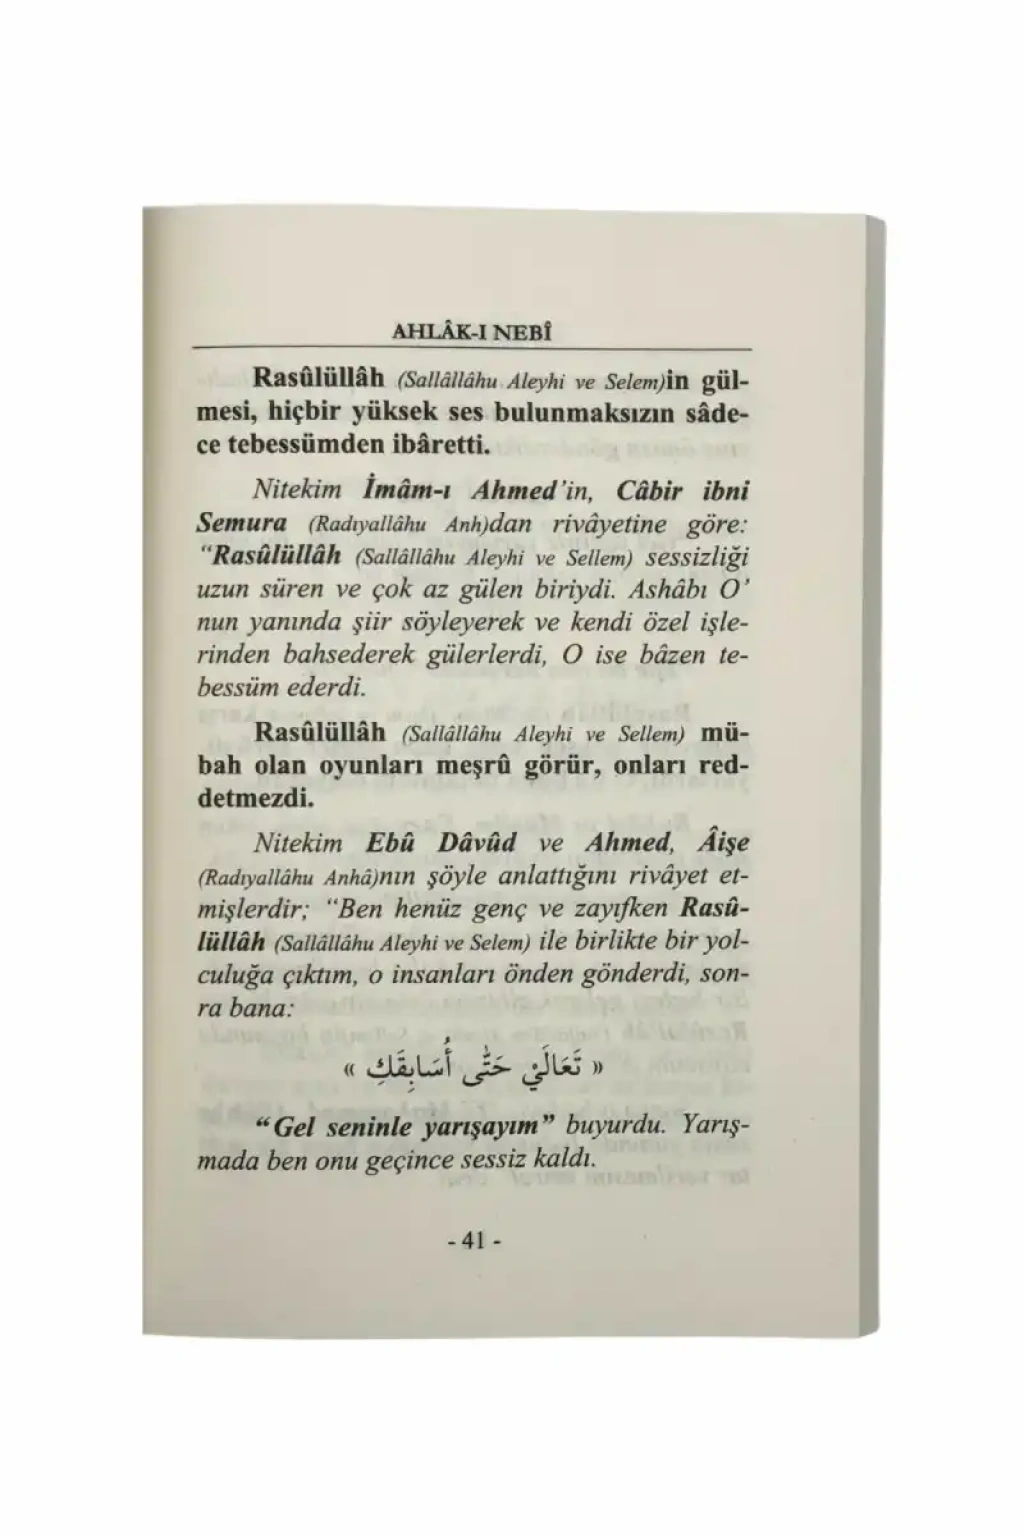 AHLÂK-I NEBÎ
Rasûlüllâh (Sallâllâhu Aleyhi ve Selem)in gül-
mesi, hiçbir yüksek ses bulunmaksızın sâde-
ce tebessümden ibâretti.
Nitekim İmâm-ı Ahmed'in, Câbir ibni
Semura (Radıyallâhu Anh)dan rivâyetine göre:
"Rasûlüllâh (Sallâllâhu Aleyhi ve Sellem) sessizliği
uzun süren ve çok az gülen biriydi. Ashâbı O'
nun yanında şiir söyleyerek ve kendi özel işle-
rinden bahsederek gülerlerdi, O ise bâzen te-
bessüm ederdi.
Rasûlüllâh (Sallâllâhu Aleyhi ve Sellem) mü-
bah olan oyunları meşrû görür, onları red-
detmezdi.
Nitekim Ebû Dâvûd ve Ahmed, Âişe
(Radıyallâhu Anhâ)nın şöyle anlattığını rivâyet et-
mişlerdir; "Ben henüz genç ve zayıfken Rasû-
lüllâh (Sallâllâhu Aleyhi ve Selem) ile birlikte bir yol-
culuğa çıktım, o insanları önden gönderdi, son-
ra bana:
« تَعَالَيْ حَتَّى أُسَابِقَكِ »
"Gel seninle yarışayım" buyurdu. Yarış-
mada ben onu geçince sessiz kaldı.
- 41 -